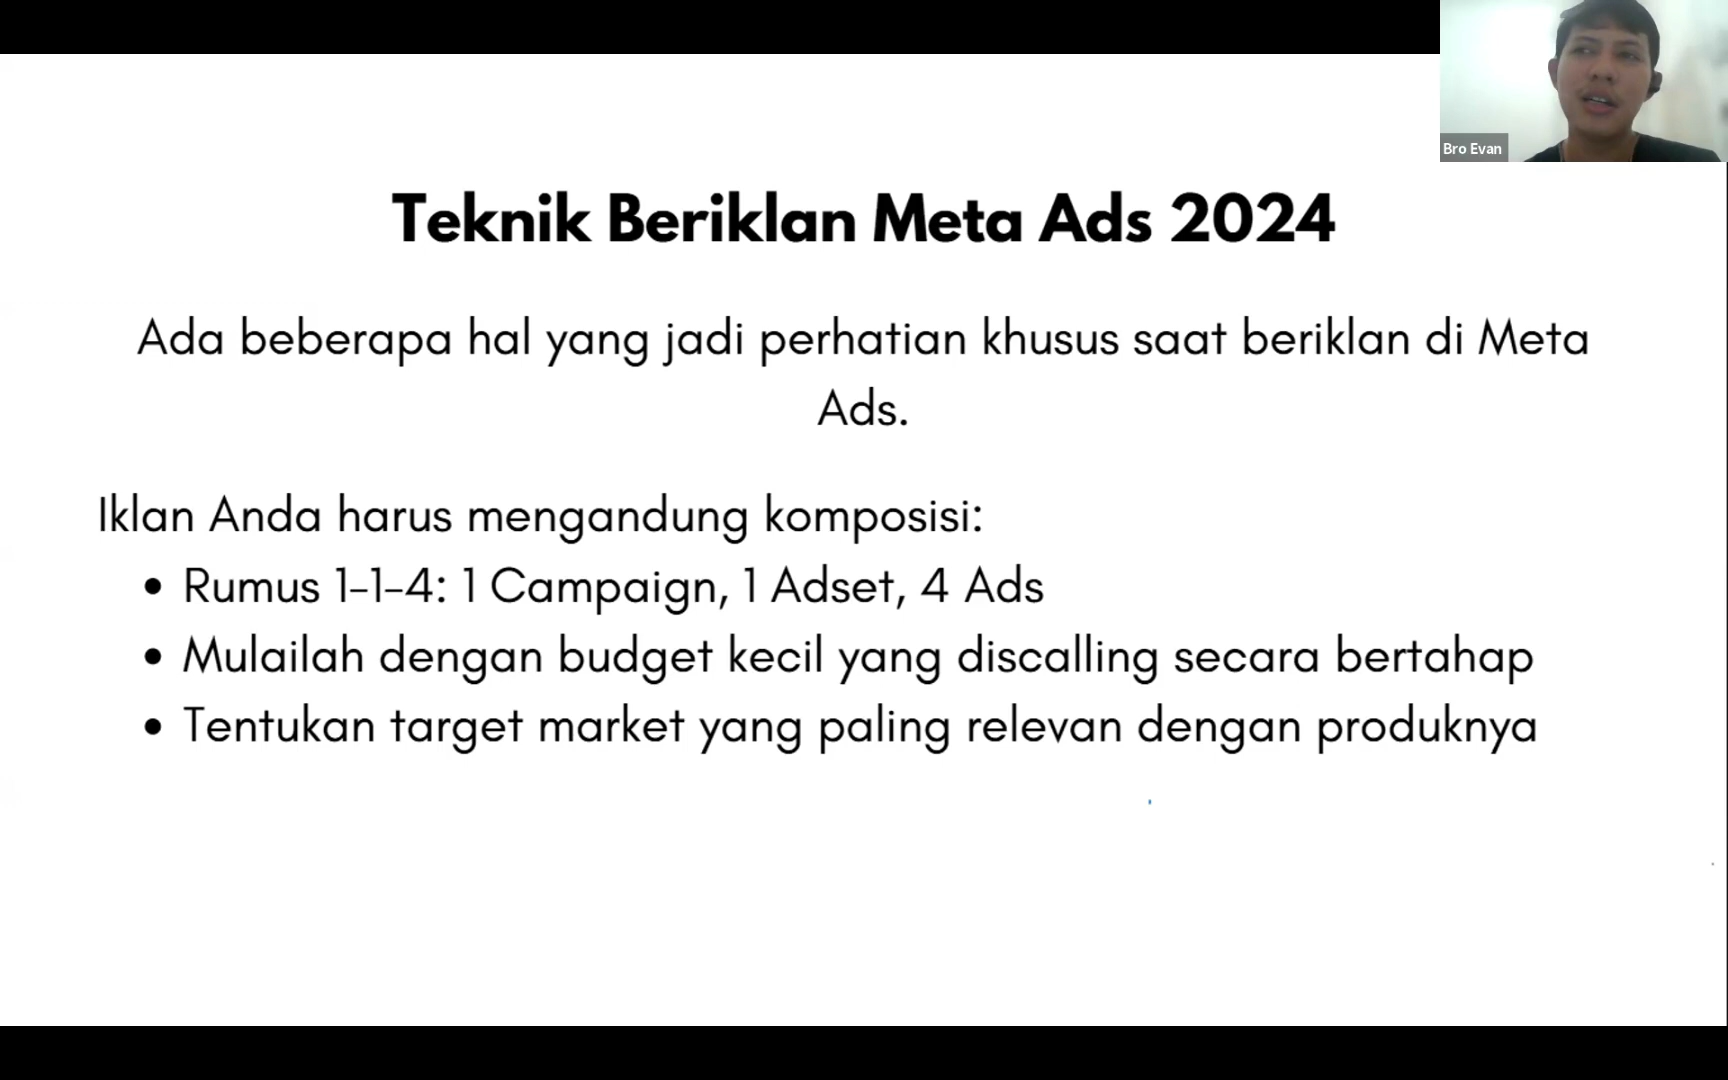 Bro Evan
Teknik Beriklan Meta Ads 2024
Ada beberapa hal yang jadi perhatian khusus saat beriklan di Meta
Ads.
Iklan Anda harus mengandung komposisi:
• Rumus 1-1-4: 1 Campaign, 1 Adset, 4 Ads
• Mulailah dengan budget kecil yang discalling secara bertahap
• Tentukan target market yang paling relevan dengan produknya